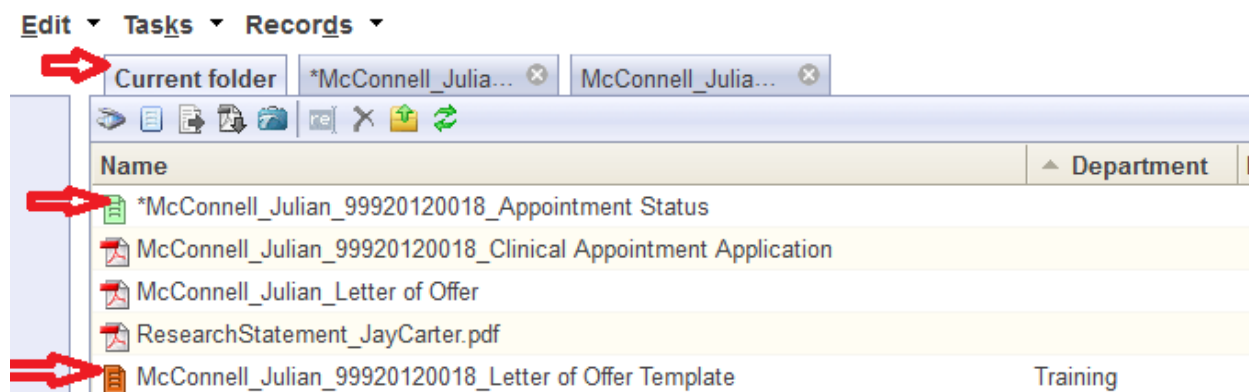 Edit Tasks Records
Current folder *McConnell_Julia... McConnell_Julia...
Name Department
*McConnell_Julian_99920120018_Appointment Status
McConnell_Julian_99920120018_Clinical Appointment Application
McConnell_Julian_Letter of Offer
ResearchStatement_JayCarter.pdf
McConnell_Julian_99920120018_Letter of Offer Template Training